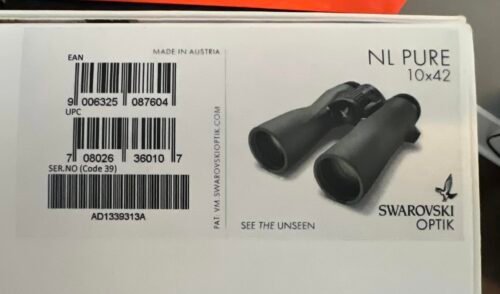 EAN
9 006325 087604
UPC
7 08026 36010 7
SER.NO (Code 39)
AD1339313A
MADE IN AUSTRIA
PAT: VM.SWAROVSKIOPTIK.COM
NL PURE
10x42
SEE THE UNSEEN
SWAROVSKI
OPTIK